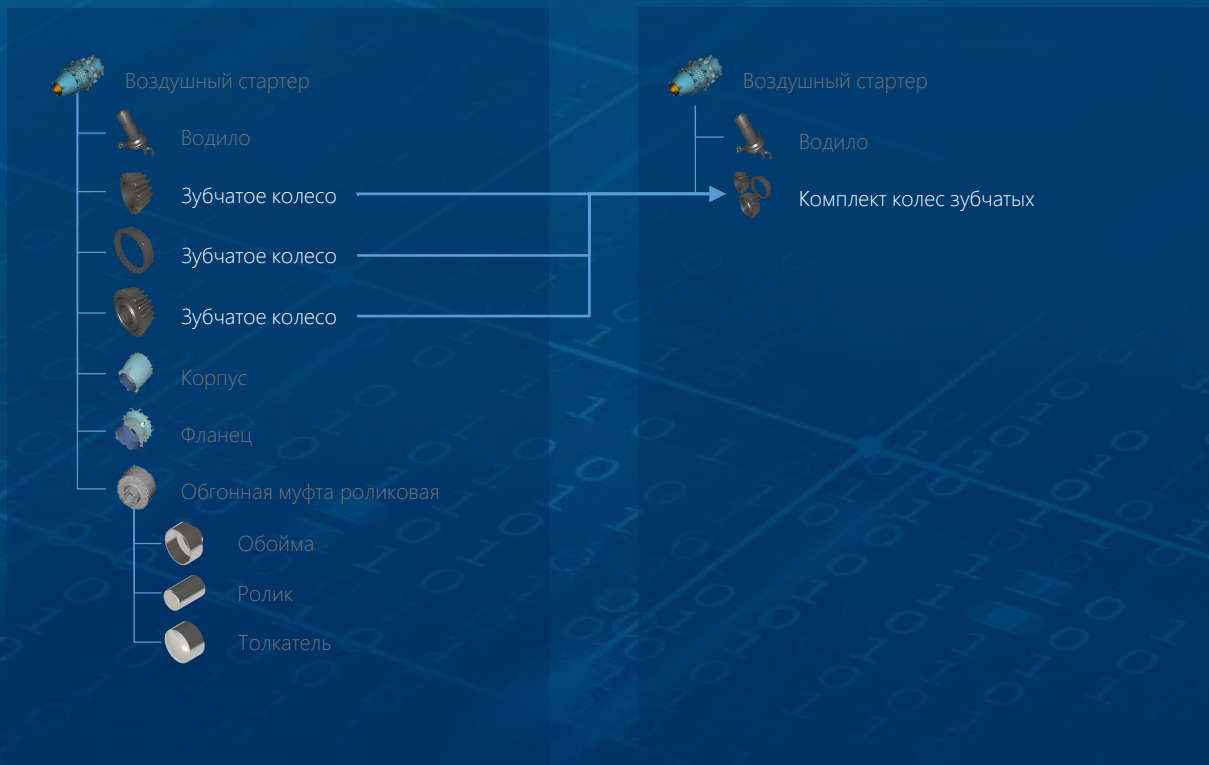 Воздушный стартер
Водило
Зубчатое колесо
Зубчатое колесо
Зубчатое колесо
Корпус
Фланец
Обгонная муфта роликовая
Обойма
Ролик
Толкатель
Воздушный стартер
Водило
Комплект колес зубчатых